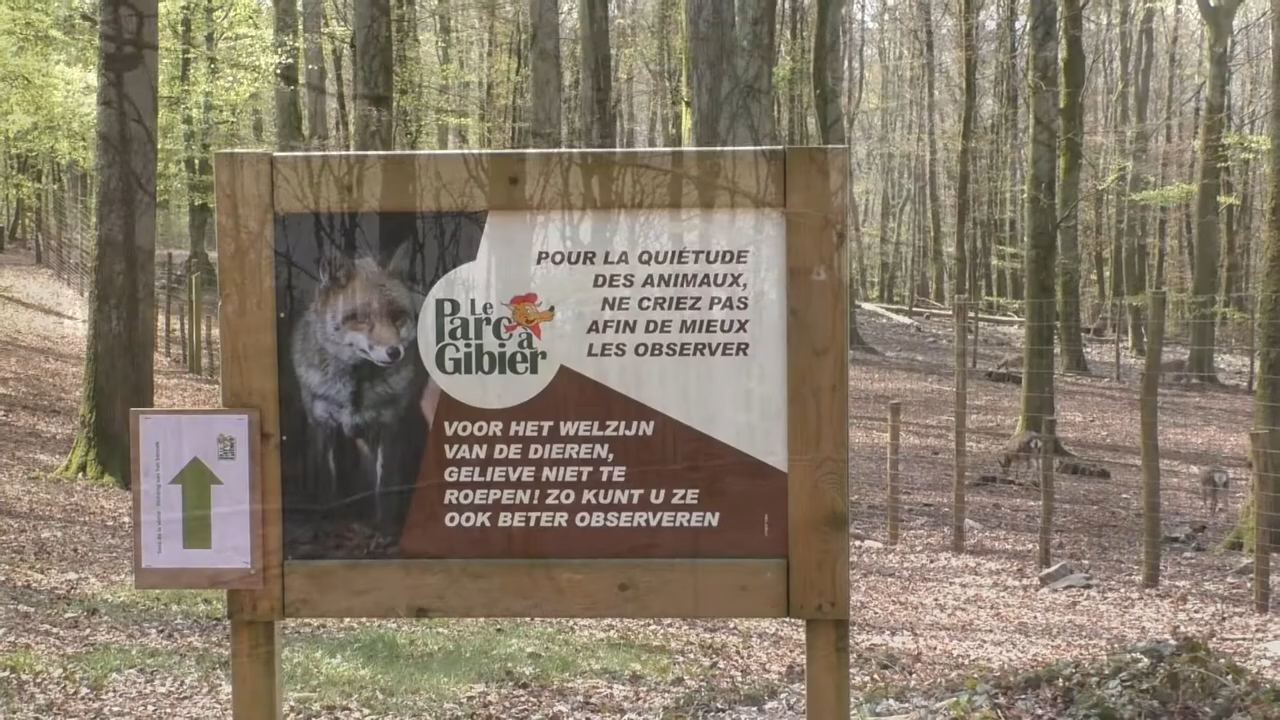 Le
Parc
à
Gibier
POUR LA QUIÉTUDE
DES ANIMAUX,
NE CRIEZ PAS
AFIN DE MIEUX
LES OBSERVER
VOOR HET WELZIJN
VAN DE DIEREN,
GELIEVE NIET TE
ROEPEN! ZO KUNT U ZE
OOK BETER OBSERVEREN